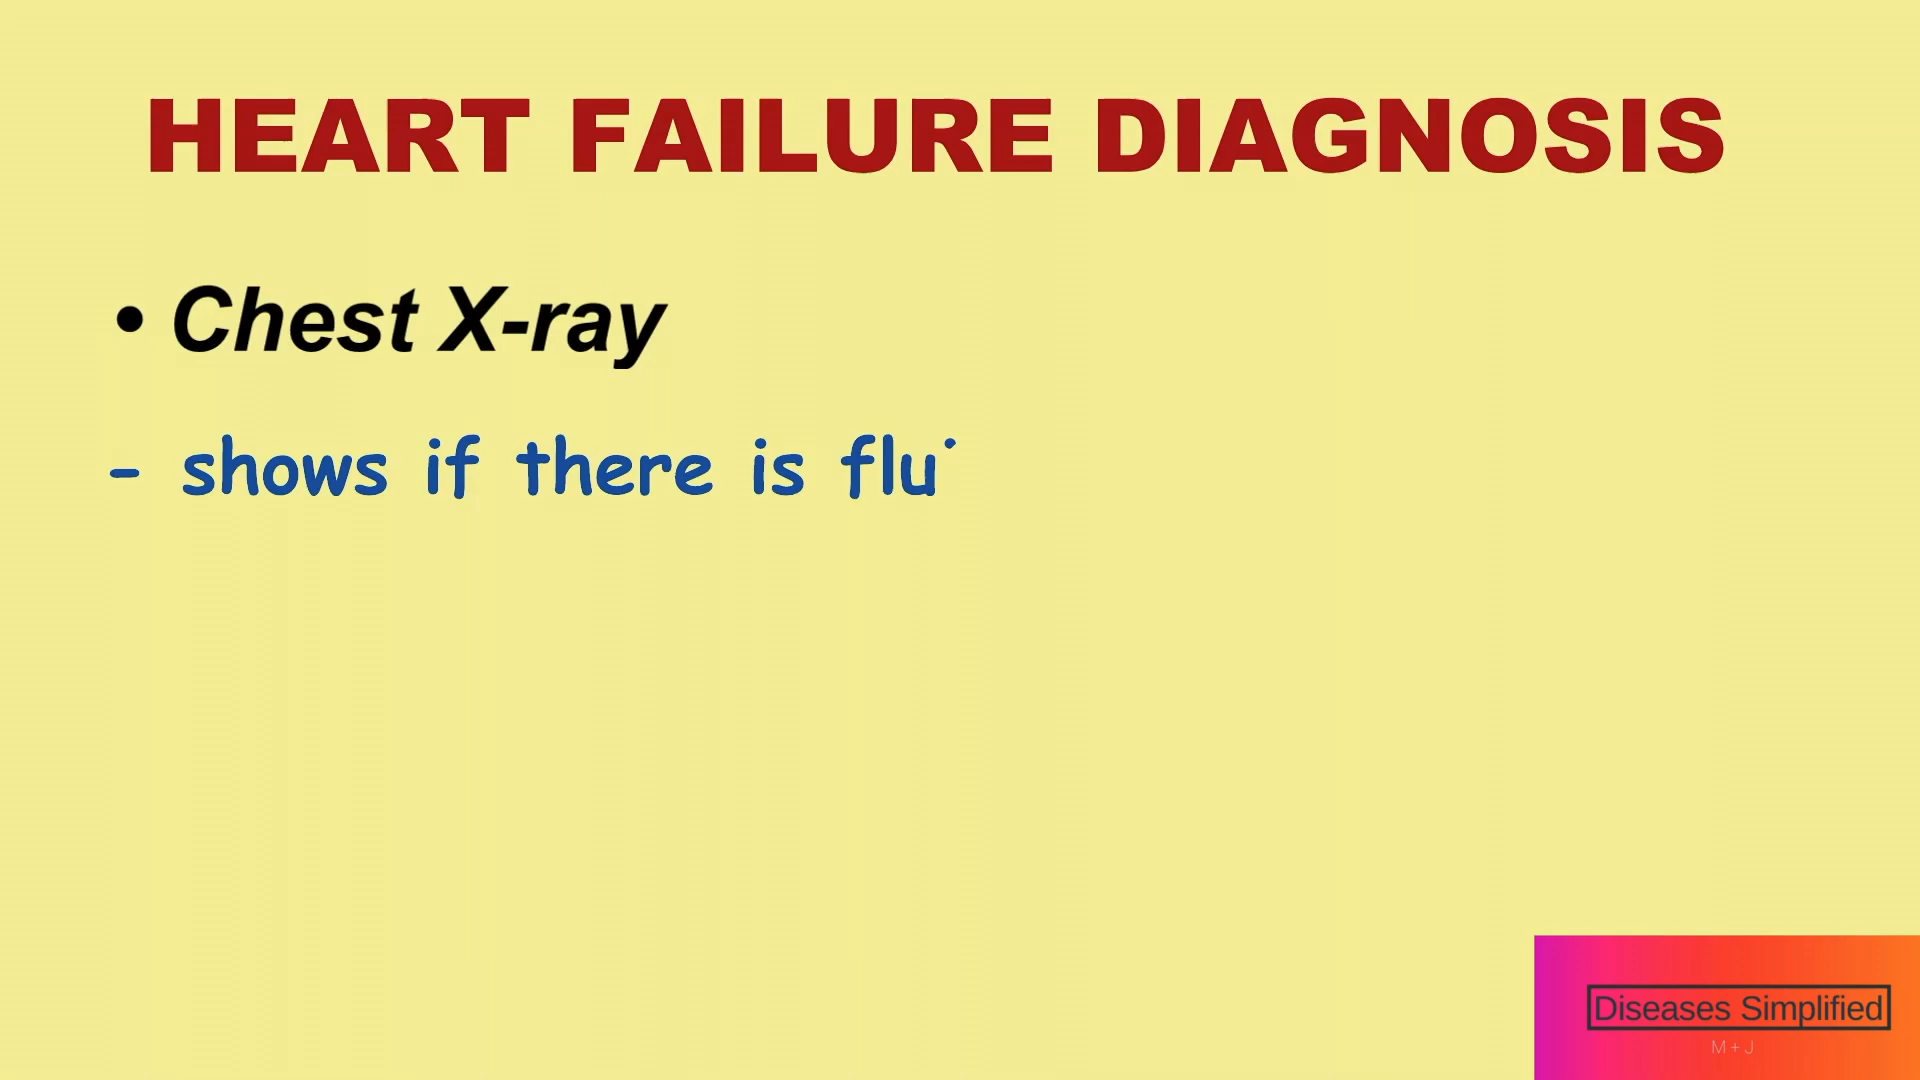 HEART FAILURE DIAGNOSIS
• Chest X-ray
- shows if there is flu
Diseases Simplified
M + J